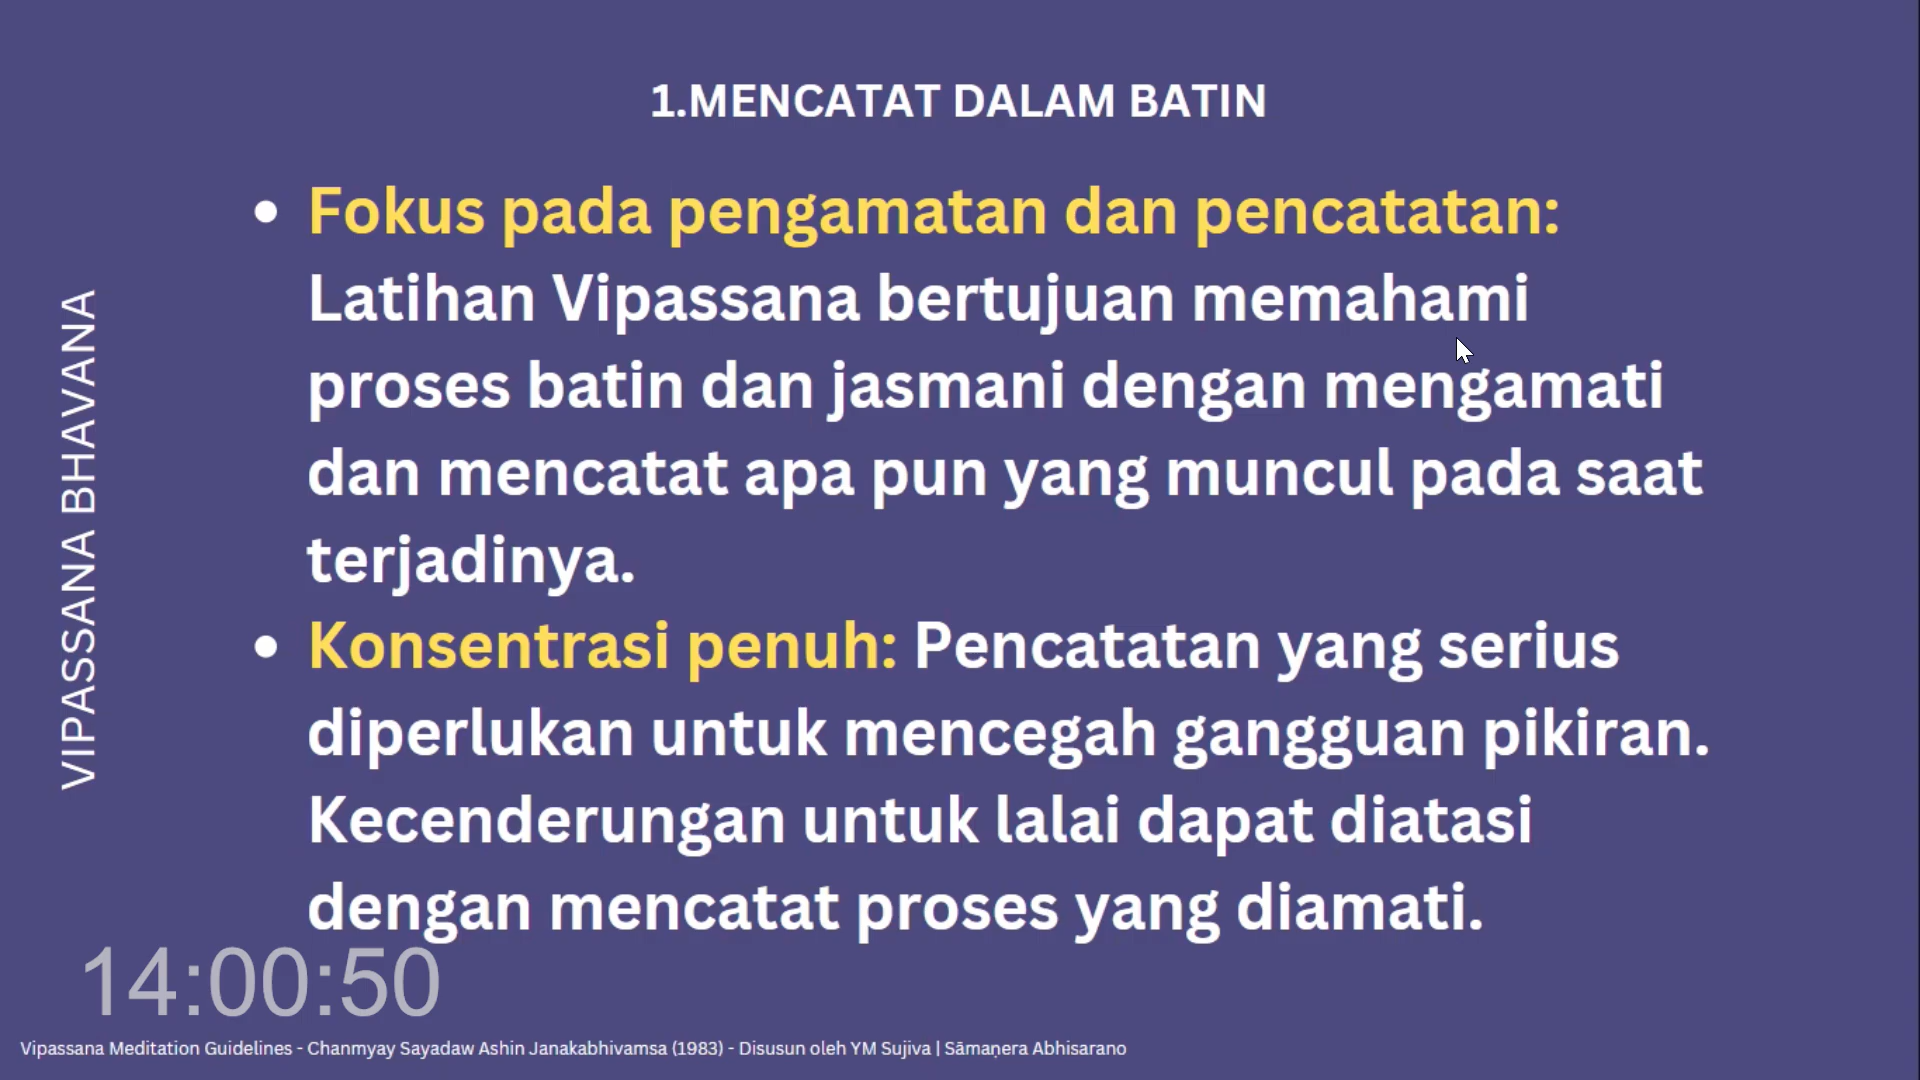 1.MENCATAT DALAM BATIN
VIPASSANA BHAVANA
• Fokus pada pengamatan dan pencatatan:
Latihan Vipassana bertujuan memahami
proses batin dan jasmani dengan mengamati
dan mencatat apa pun yang muncul pada saat
terjadinya.
• Konsentrasi penuh: Pencatatan yang serius
diperlukan untuk mencegah gangguan pikiran.
Kecenderungan untuk lalai dapat diatasi
dengan mencatat proses yang diamati.
14:00:50
Vipassana Meditation Guidelines - Chanmyay Sayadaw Ashin Janakabhivamsa (1983) - Disusun oleh YM Sujiva | Sāmaṇera Abhisarano